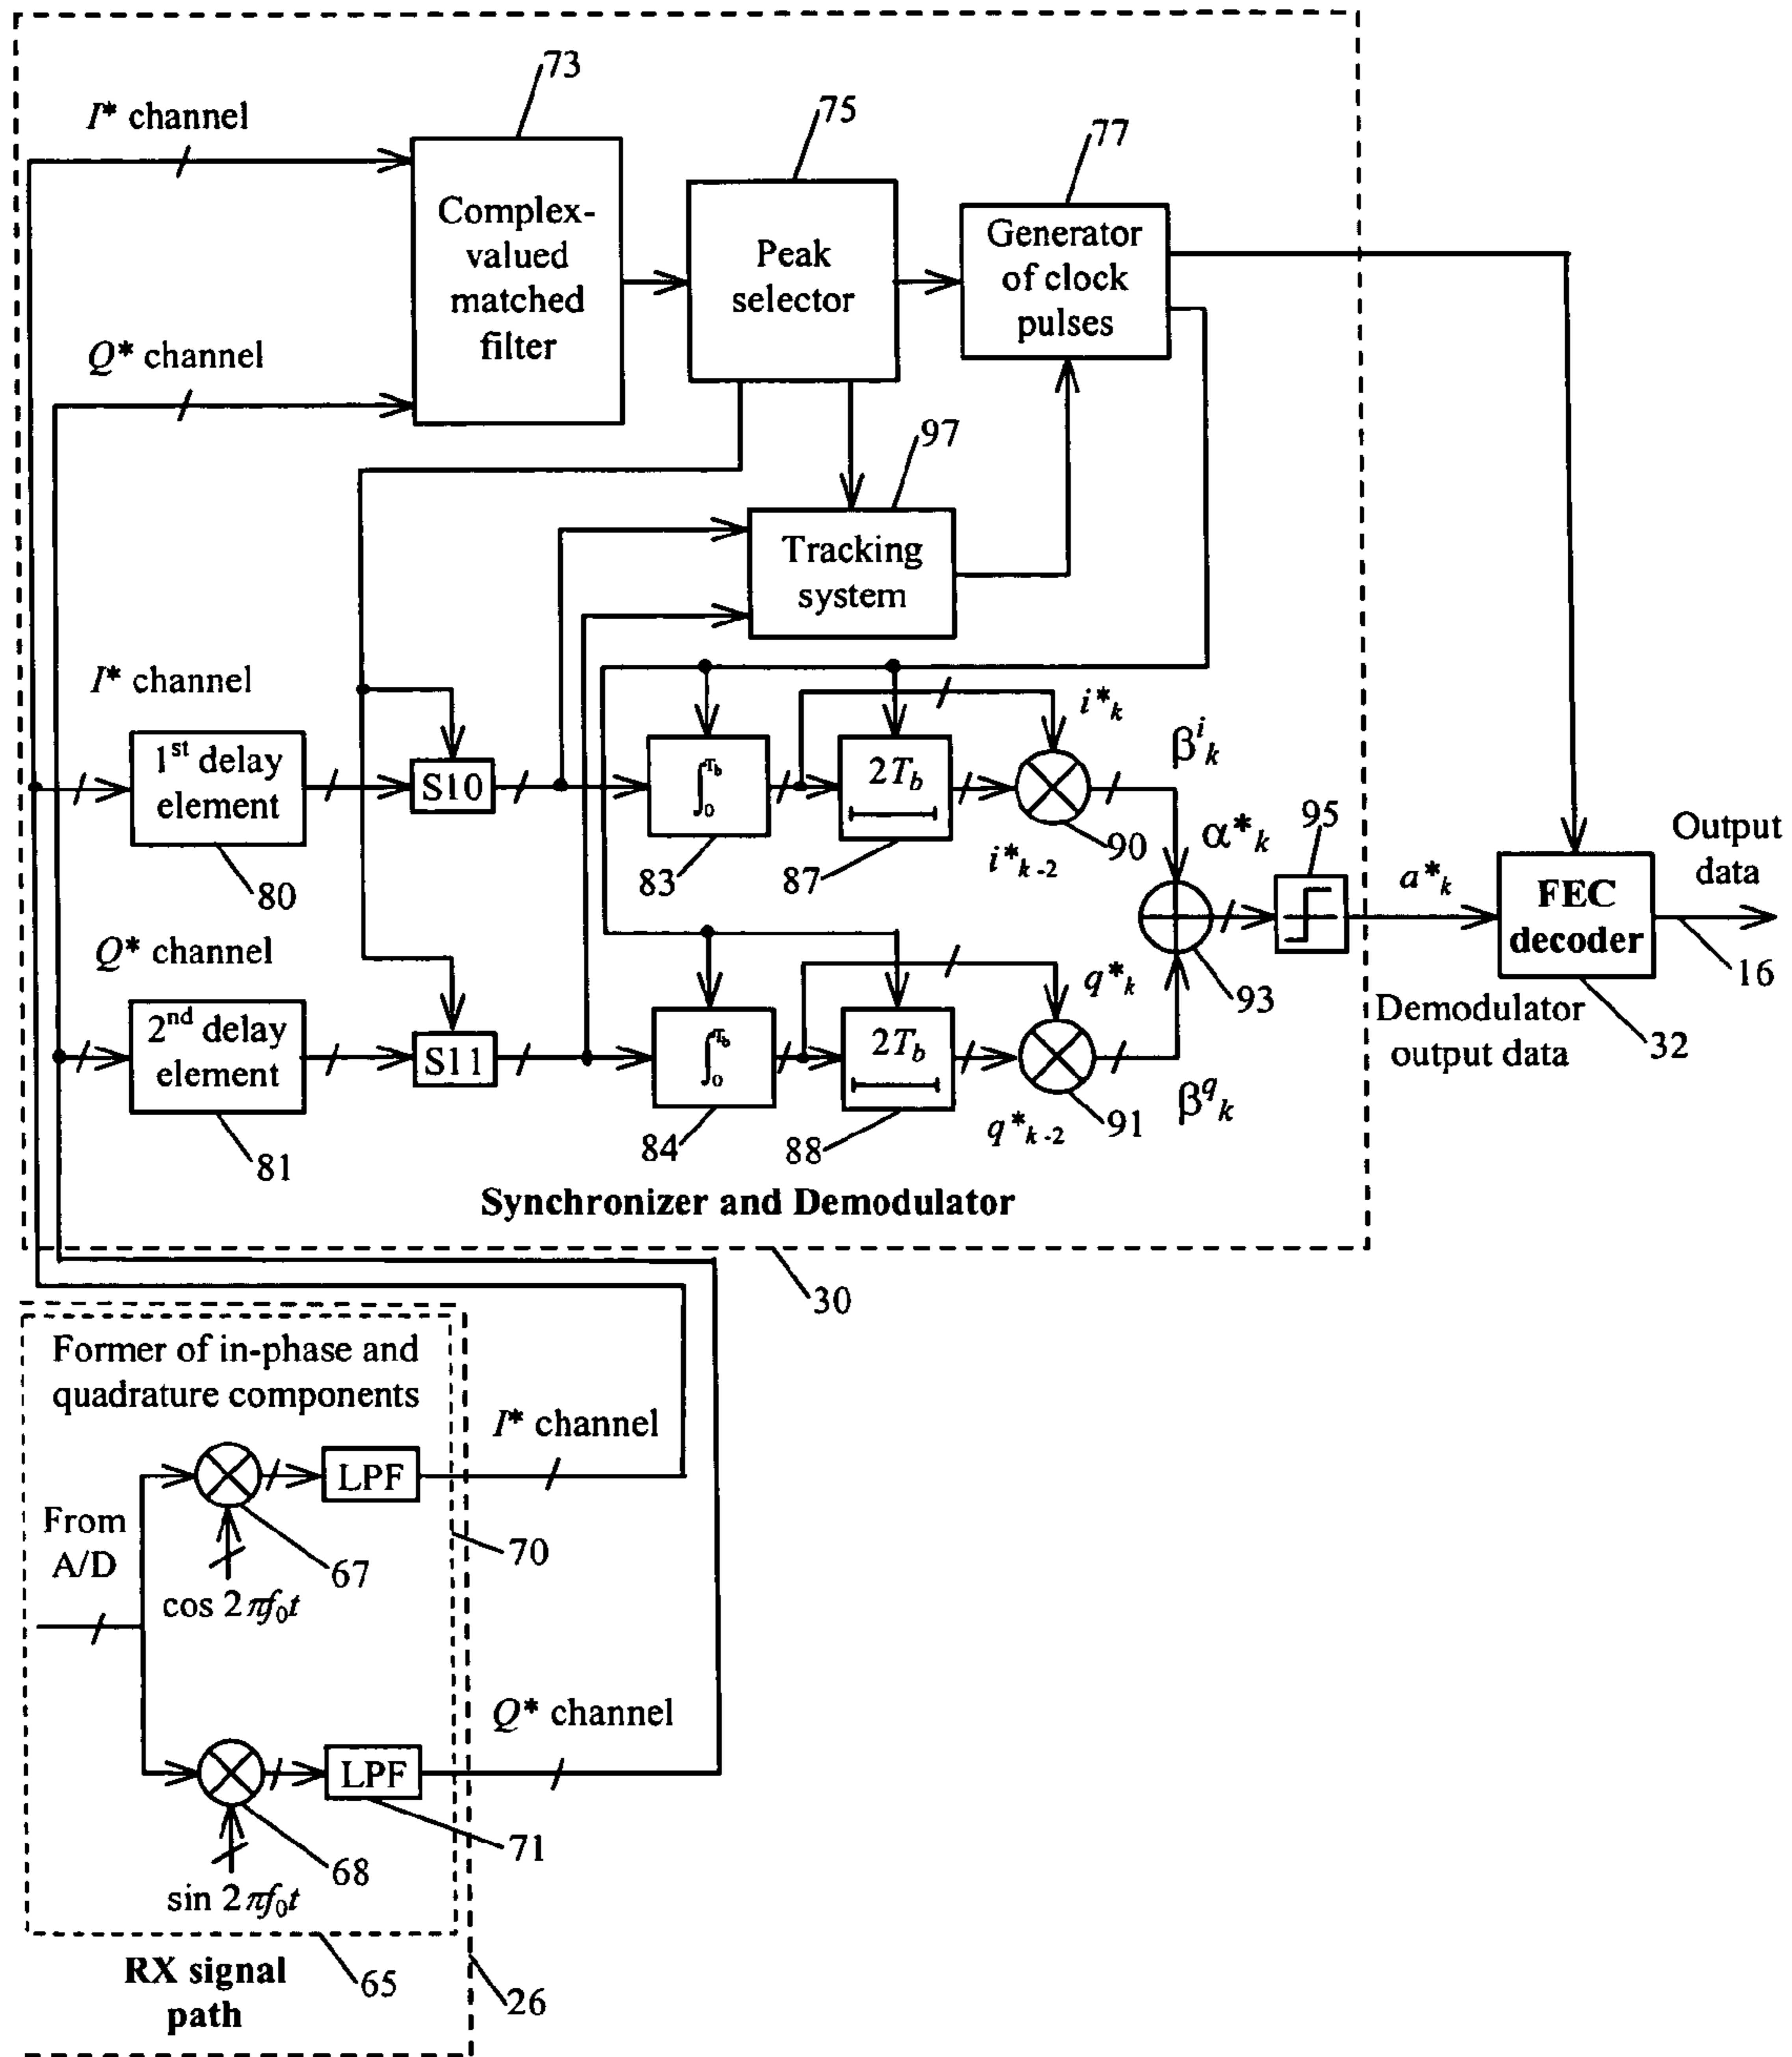 73
I* channel
75
77
Complex-
valued
matched
filter
Peak
selector
Generator
of clock
pulses
Q* channel
97
Tracking
system
I* channel
i*k
βik
1st delay
element
S10
∫0Tb
2Tb
80
83
87
i*k-2
90
α*k
95
a*k
FEC
decoder
Output
data
16
32
Q* channel
q*k
93
Demodulator
output data
2nd delay
element
S11
∫0Tb
2Tb
81
84
88
q*k-2
91
βqk
Synchronizer and Demodulator
30
Former of in-phase and
quadrature components
I* channel
LPF
From
A/D
67
70
cos 2πf0t
Q* channel
LPF
68
71
sin 2πf0t
RX signal
path
65
26